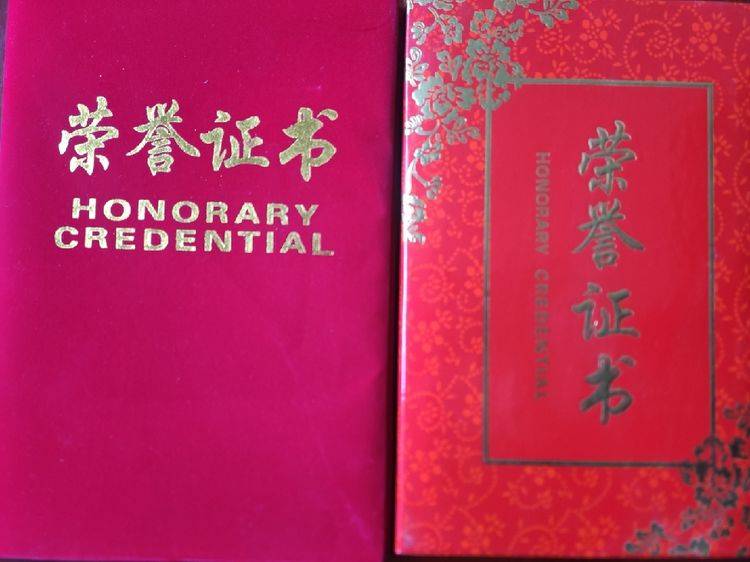 荣誉证书
HONORARY
CREDENTIAL
荣誉证书
HONORARY CREDENTIAL